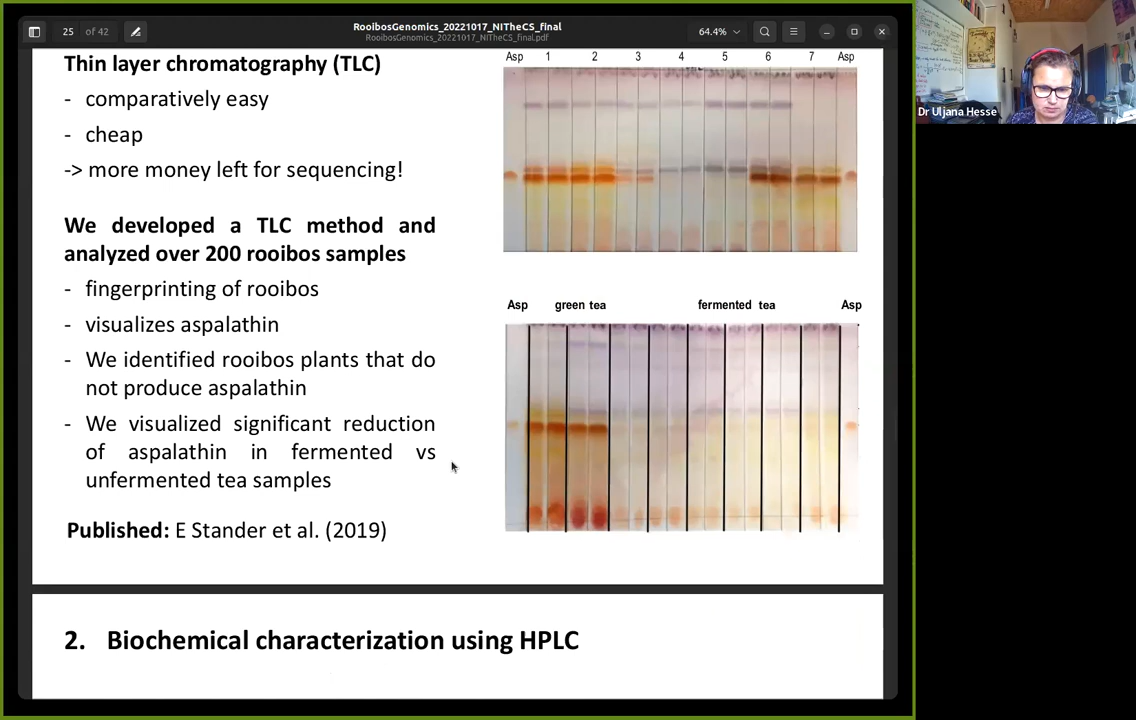 25 of 42
RooibosGenomics_20221017_NITheCS_final
RooibosGenomics_20221017_NITheCS_final.pdf
64.4%
Thin layer chromatography (TLC)
- comparatively easy
- cheap
-> more money left for sequencing!
We developed a TLC method and
analyzed over 200 rooibos samples
- fingerprinting of rooibos
- visualizes aspalathin
- We identified rooibos plants that do
not produce aspalathin
- We visualized significant reduction
of aspalathin in fermented vs
unfermented tea samples
Published: E Stander et al. (2019)
Asp 1 2 3 4 5 6 7 Asp
Asp green tea fermented tea Asp
2. Biochemical characterization using HPLC
Dr Uljana Hesse